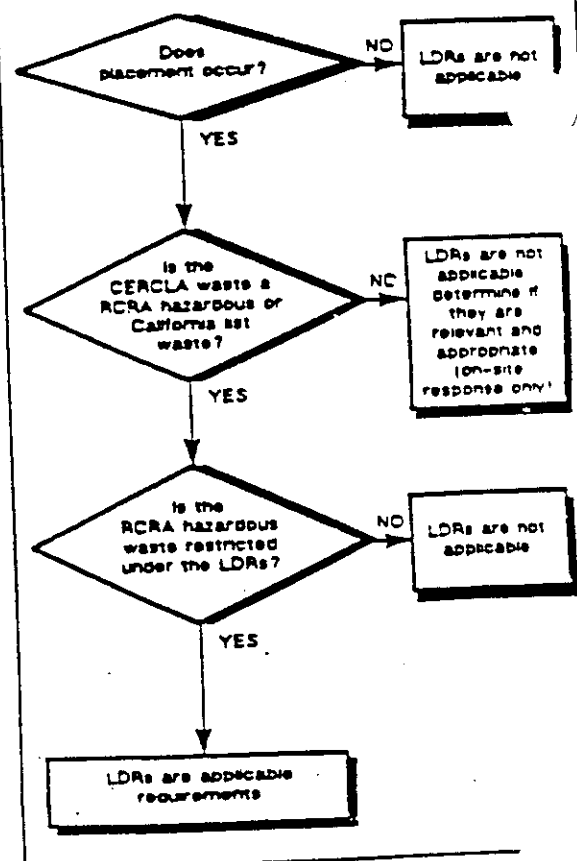 Does
placement occur?
NO
LDRs are not
applicable
YES
Is the
CERCLA waste a
RCRA hazardous or
California list
waste?
NO
LDRs are not
applicable
determine if
they are
relevant and
appropriate
(on-site
response only)
YES
Is the
RCRA hazardous
waste restricted
under the LDRs?
NO
LDRs are not
applicable
YES
LDRs are applicable
requirements